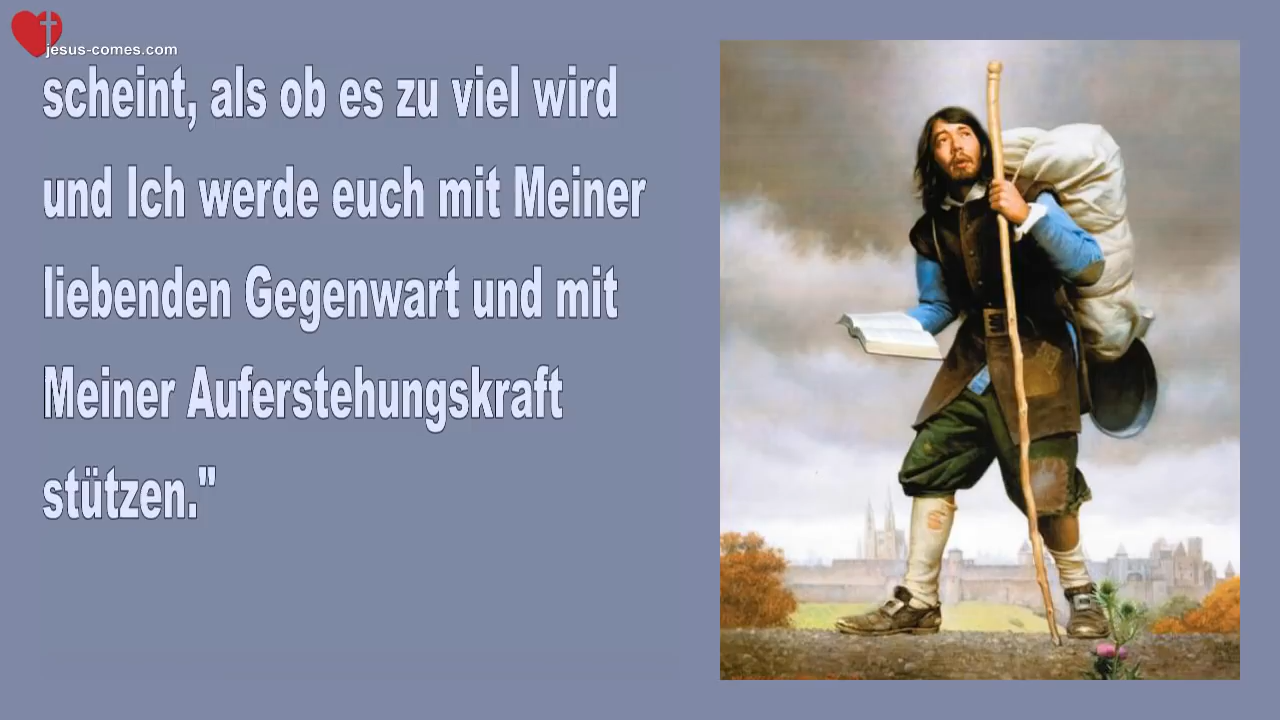 jesus-comes.com
scheint, als ob es zu viel wird
und Ich werde euch mit Meiner
liebenden Gegenwart und mit
Meiner Auferstehungskraft
stützen."